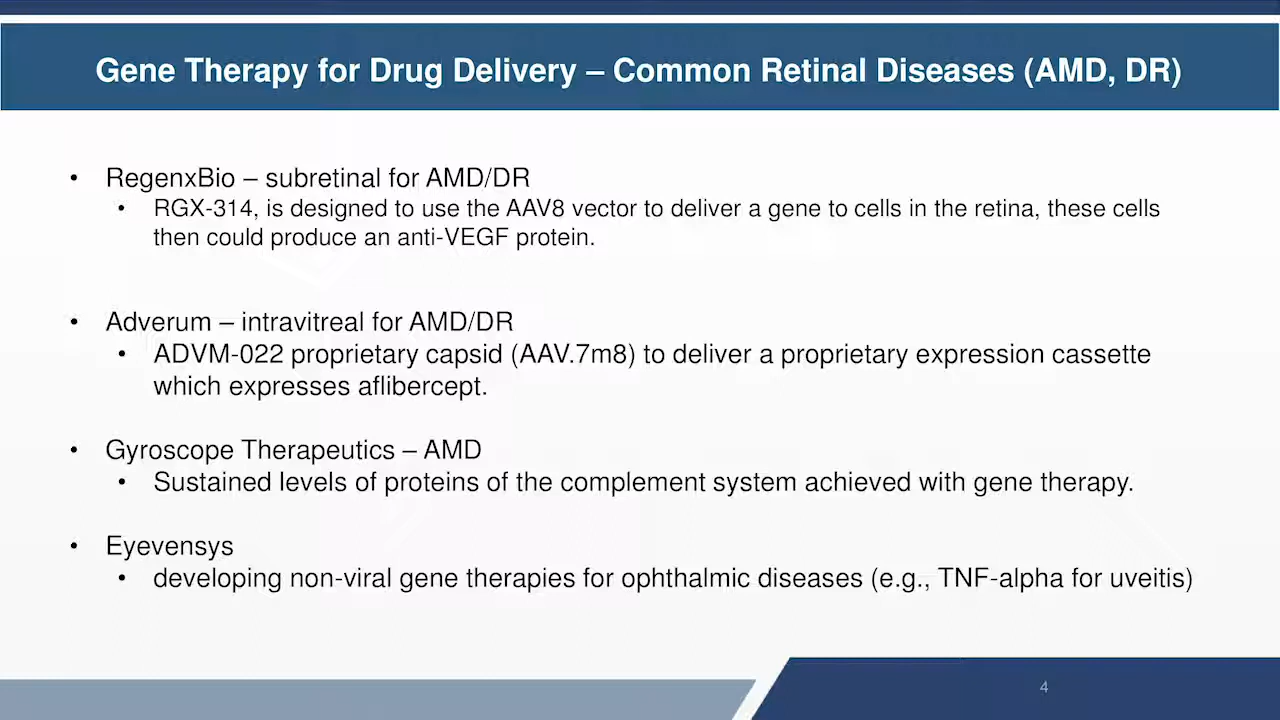 Gene Therapy for Drug Delivery – Common Retinal Diseases (AMD, DR)
• RegenxBio – subretinal for AMD/DR
• RGX-314, is designed to use the AAV8 vector to deliver a gene to cells in the retina, these cells
then could produce an anti-VEGF protein.
• Adverum – intravitreal for AMD/DR
• ADVM-022 proprietary capsid (AAV.7m8) to deliver a proprietary expression cassette
which expresses aflibercept.
• Gyroscope Therapeutics – AMD
• Sustained levels of proteins of the complement system achieved with gene therapy.
• Eyevensys
• developing non-viral gene therapies for ophthalmic diseases (e.g., TNF-alpha for uveitis)
4